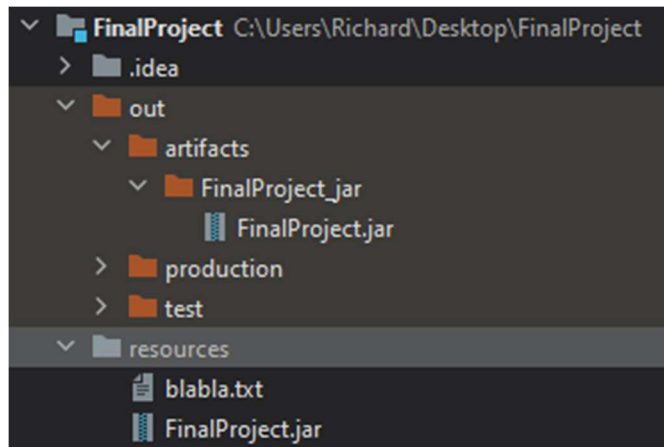 FinalProject C:\Users\Richard\Desktop\FinalProject
.idea
out
artifacts
FinalProject_jar
FinalProject.jar
production
test
resources
blabla.txt
FinalProject.jar